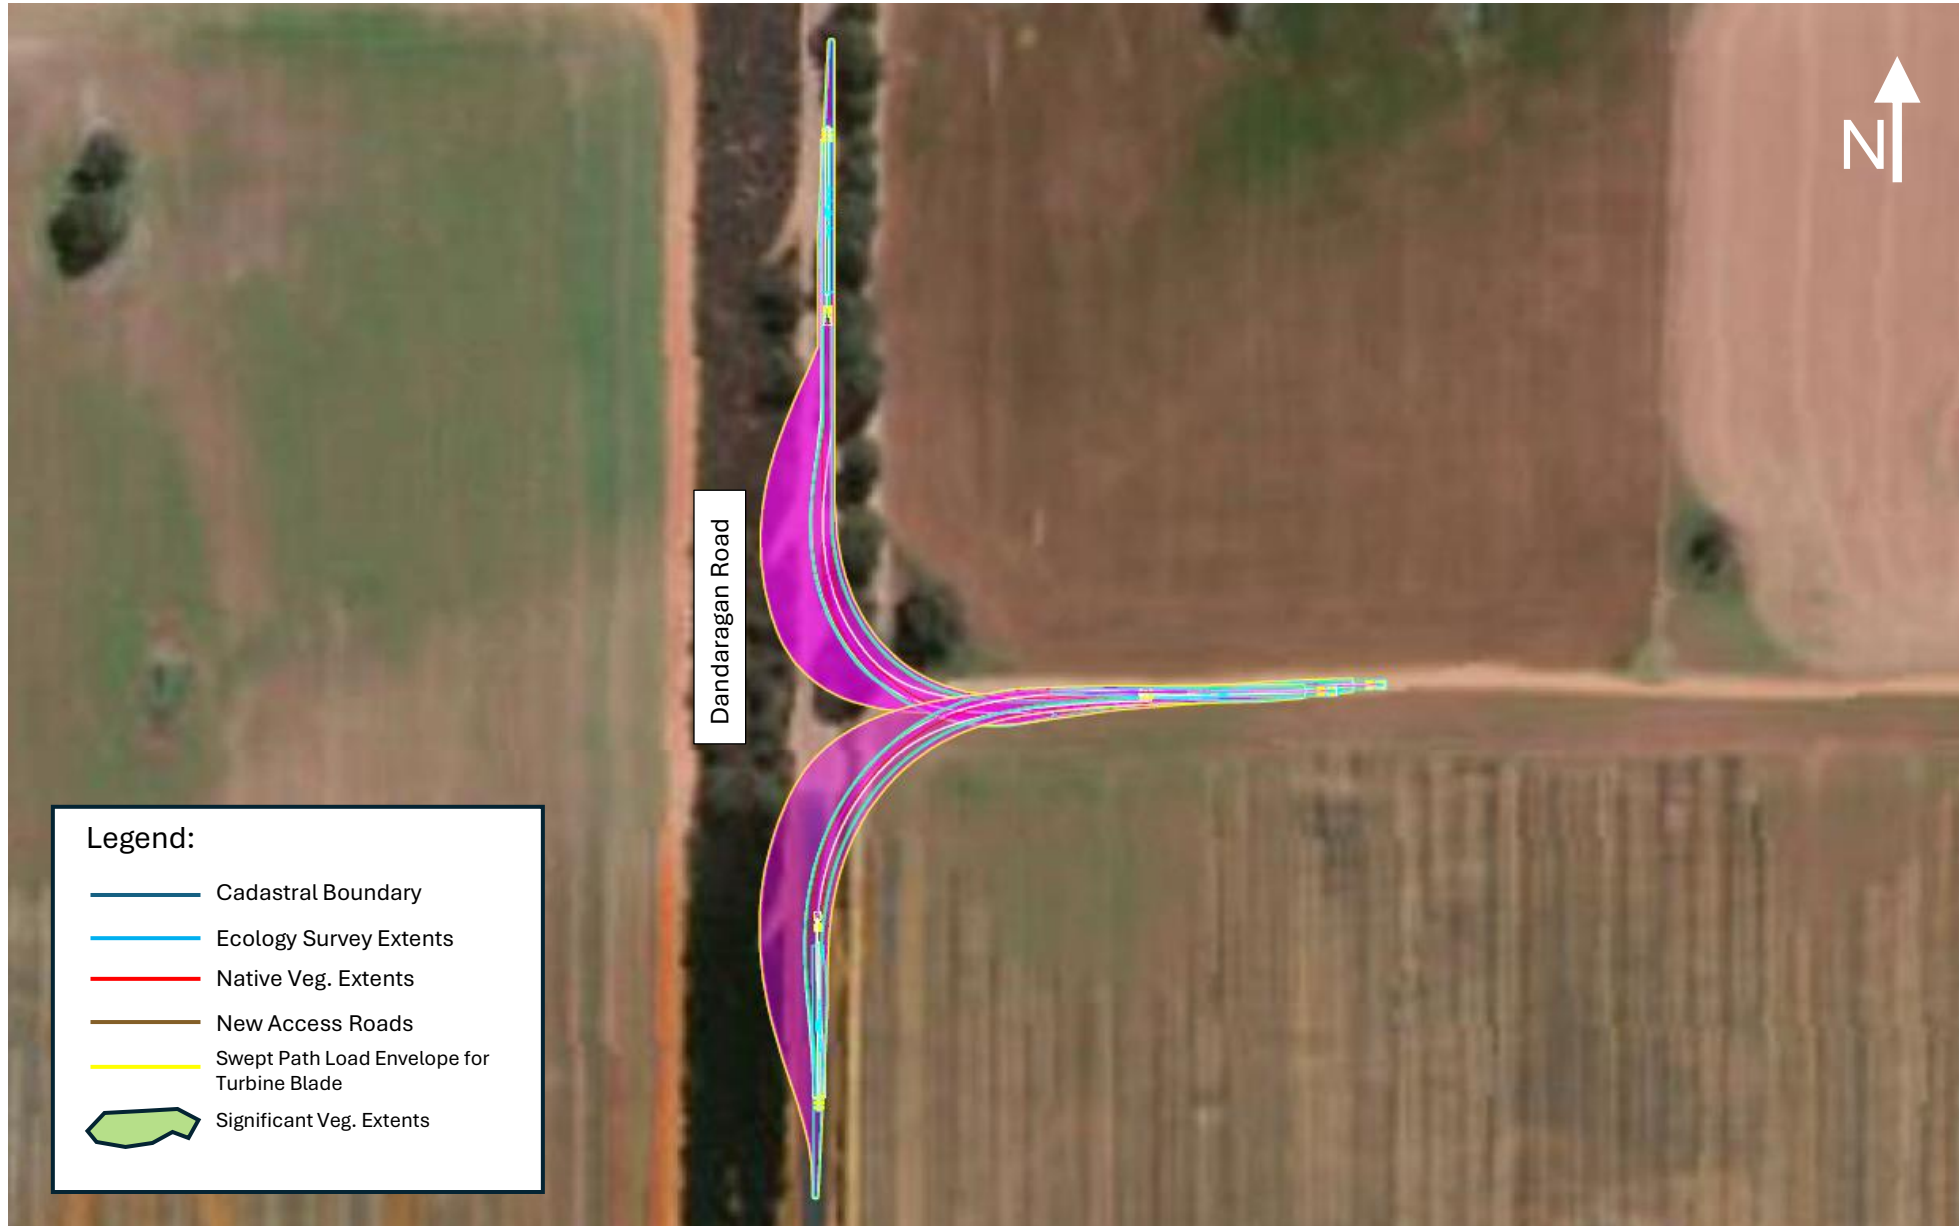 N
Dandaragan Road
Legend:
Cadastral Boundary
Ecology Survey Extents
Native Veg. Extents
New Access Roads
Swept Path Load Envelope for
Turbine Blade
Significant Veg. Extents